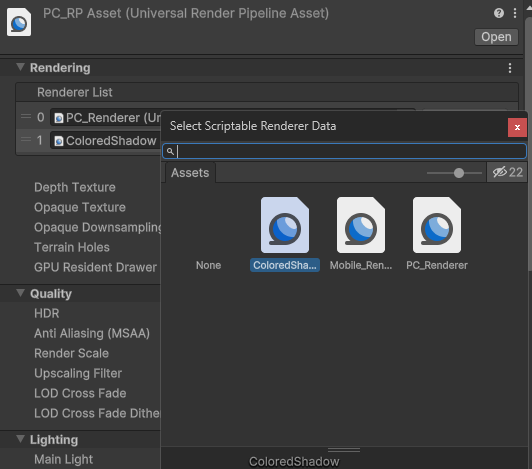 PC_RP Asset (Universal Render Pipeline Asset)
Open
Rendering
Renderer List
0 PC_Renderer (Un
1 ColoredShadow
Select Scriptable Renderer Data
x
Assets
22
None
ColoredSha...
Mobile_Ren...
PC_Renderer
Depth Texture
Opaque Texture
Opaque Downsampling
Terrain Holes
GPU Resident Drawer
Quality
HDR
Anti Aliasing (MSAA)
Render Scale
Upscaling Filter
LOD Cross Fade
LOD Cross Fade Dithe
Lighting
Main Light
ColoredShadow